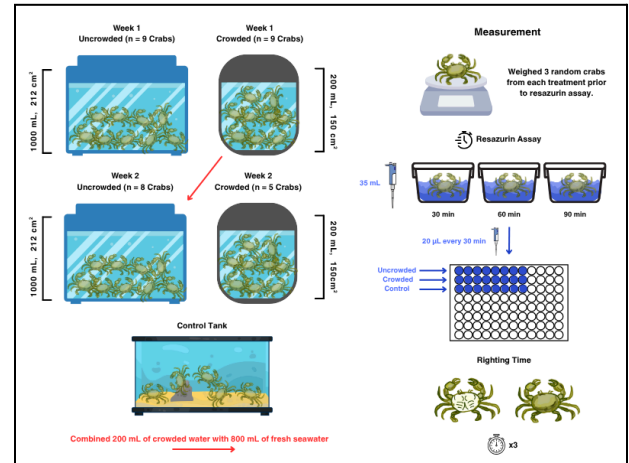 Week 1
Uncrowded (n = 9 Crabs)
Week 1
Crowded (n = 9 Crabs)
1000 mL, 212 cm²
200 mL, 150 cm²
Week 2
Uncrowded (n = 8 Crabs)
Week 2
Crowded (n = 5 Crabs)
1000 mL, 212 cm²
200 mL, 150cm²
Control Tank
Combined 200 mL of crowded water with 800 mL of fresh seawater
Measurement
Weighed 3 random crabs
from each treatment prior
to resazurin assay.
Resazurin Assay
35 mL
30 min
60 min
90 min
20 µL every 30 min
Uncrowded
Crowded
Control
Righting Time
x3